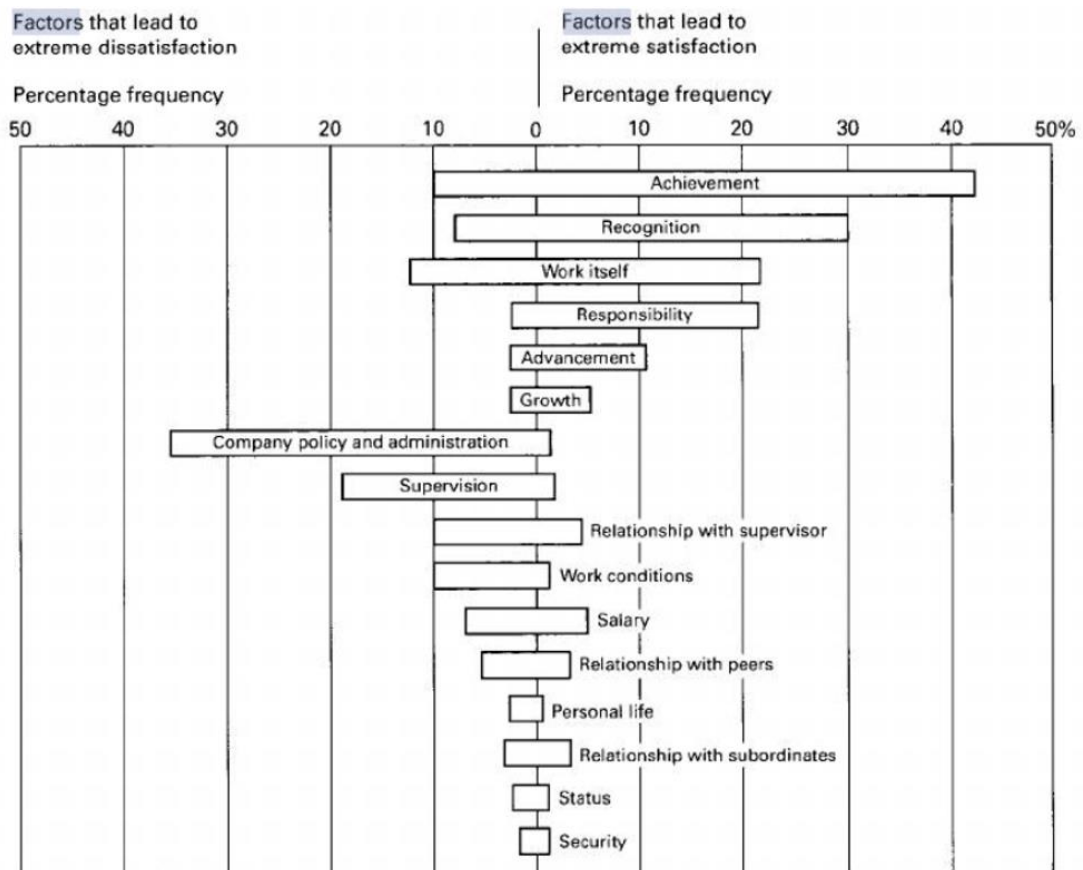 Factors that lead to
extreme dissatisfaction
Percentage frequency
Factors that lead to
extreme satisfaction
Percentage frequency
50 40 30 20 10 0 10 20 30 40 50%
Achievement
Recognition
Work itself
Responsibility
Advancement
Growth
Company policy and administration
Supervision
Relationship with supervisor
Work conditions
Salary
Relationship with peers
Personal life
Relationship with subordinates
Status
Security